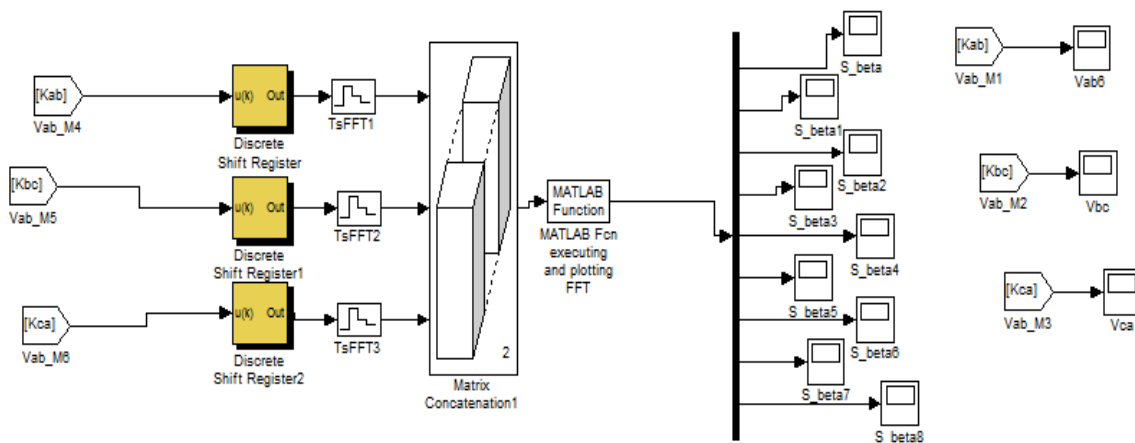 [Kab]
Vab_M4
u(k) Out
Discrete
Shift Register
TsFFT1
[Kbc]
Vab_M5
u(k) Out
Discrete
Shift Register1
TsFFT2
[Kca]
Vab_M6
u(k) Out
Discrete
Shift Register2
TsFFT3
2
Matrix
Concatenation1
MATLAB
Function
MATLAB Fcn
executing
and plotting
FFT
S_beta
S_beta1
S_beta2
S_beta3
S_beta4
S_beta5
S_beta6
S_beta7
S_beta8
[Kab]
Vab_M1
Vab6
[Kbc]
Vab_M2
Vbc
[Kca]
Vab_M3
Vca